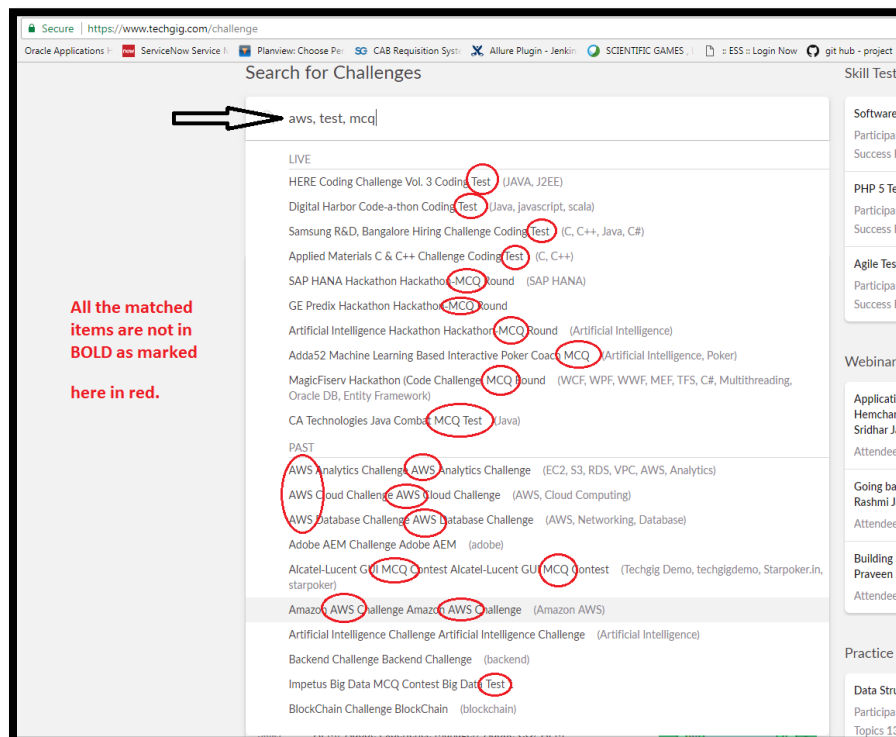 Secure | https://www.techgig.com/challenge
Oracle Applications H ServiceNow Service M Planview: Choose Per CAB Requisition Syste Allure Plugin - Jenkin SCIENTIFIC GAMES , :: ESS :: Login Now git hub - project
Search for Challenges
aws, test, mcq
LIVE
HERE Coding Challenge Vol. 3 Coding Test (JAVA, J2EE)
Digital Harbor Code-a-thon Coding Test (Java, javascript, scala)
Samsung R&D, Bangalore Hiring Challenge Coding Test (C, C++, Java, C#)
Applied Materials C & C++ Challenge Coding Test (C, C++)
SAP HANA Hackathon Hackathon-MCQ Round (SAP HANA)
GE Predix Hackathon Hackathon-MCQ Round
Artificial Intelligence Hackathon Hackathon-MCQ Round (Artificial Intelligence)
Adda52 Machine Learning Based Interactive Poker Coach MCQ (Artificial Intelligence, Poker)
MagicFiserv Hackathon (Code Challenge) MCQ Round (WCF, WPF, WWF, MEF, TFS, C#, Multithreading,
Oracle DB, Entity Framework)
CA Technologies Java Combat MCQ Test (Java)
PAST
AWS Analytics Challenge AWS Analytics Challenge (EC2, S3, RDS, VPC, AWS, Analytics)
AWS Cloud Challenge AWS Cloud Challenge (AWS, Cloud Computing)
AWS Database Challenge AWS Database Challenge (AWS, Networking, Database)
Adobe AEM Challenge Adobe AEM (adobe)
Alcatel-Lucent GUI MCQ Contest Alcatel-Lucent GUI MCQ Contest (Techgig Demo, techgigdemo, Starpoker.in,
starpoker)
Amazon AWS Challenge Amazon AWS Challenge (Amazon AWS)
Artificial Intelligence Challenge Artificial Intelligence Challenge (Artificial Intelligence)
Backend Challenge Backend Challenge (backend)
Impetus Big Data MCQ Contest Big Data Test
BlockChain Challenge BlockChain (blockchain)
All the matched
items are not in
BOLD as marked
here in red.
Skill Test
Software
Participa
Success
PHP 5 Te
Participa
Success
Agile Tes
Participa
Success
Webinar
Applicati
Hemchan
Sridhar Ja
Attendee
Going ba
Rashmi J
Attendee
Building
Praveen
Attendee
Practice
Data Stru
Participa
Topics 13